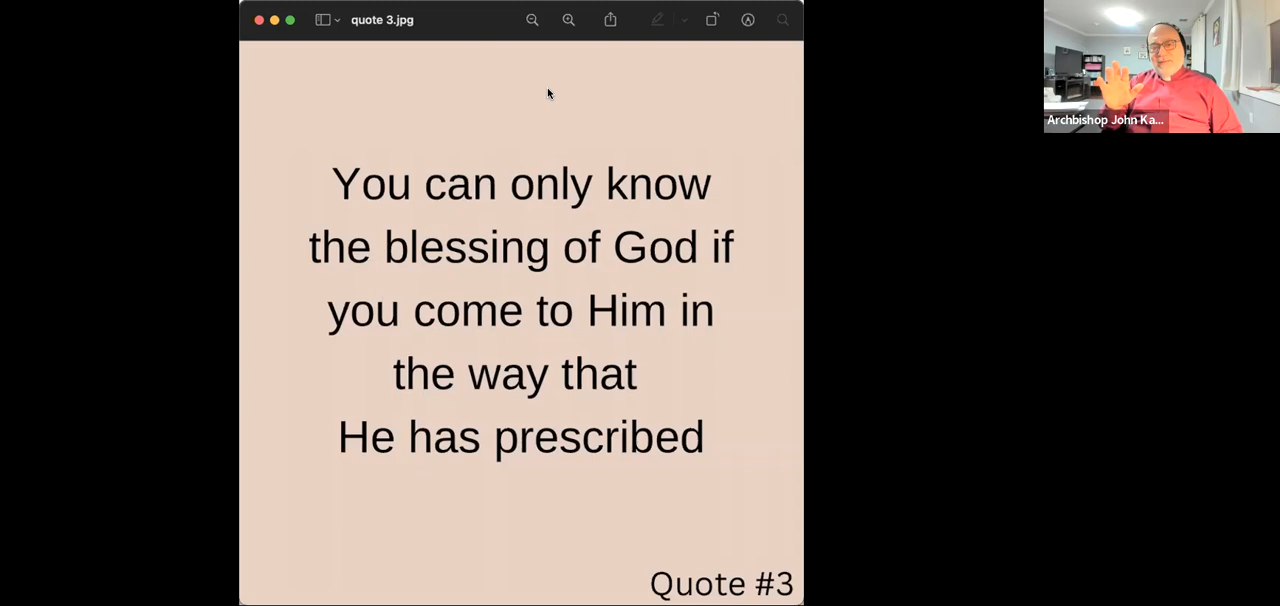 quote 3.jpg
You can only know
the blessing of God if
you come to Him in
the way that
He has prescribed
Quote #3
Archbishop John Ka...